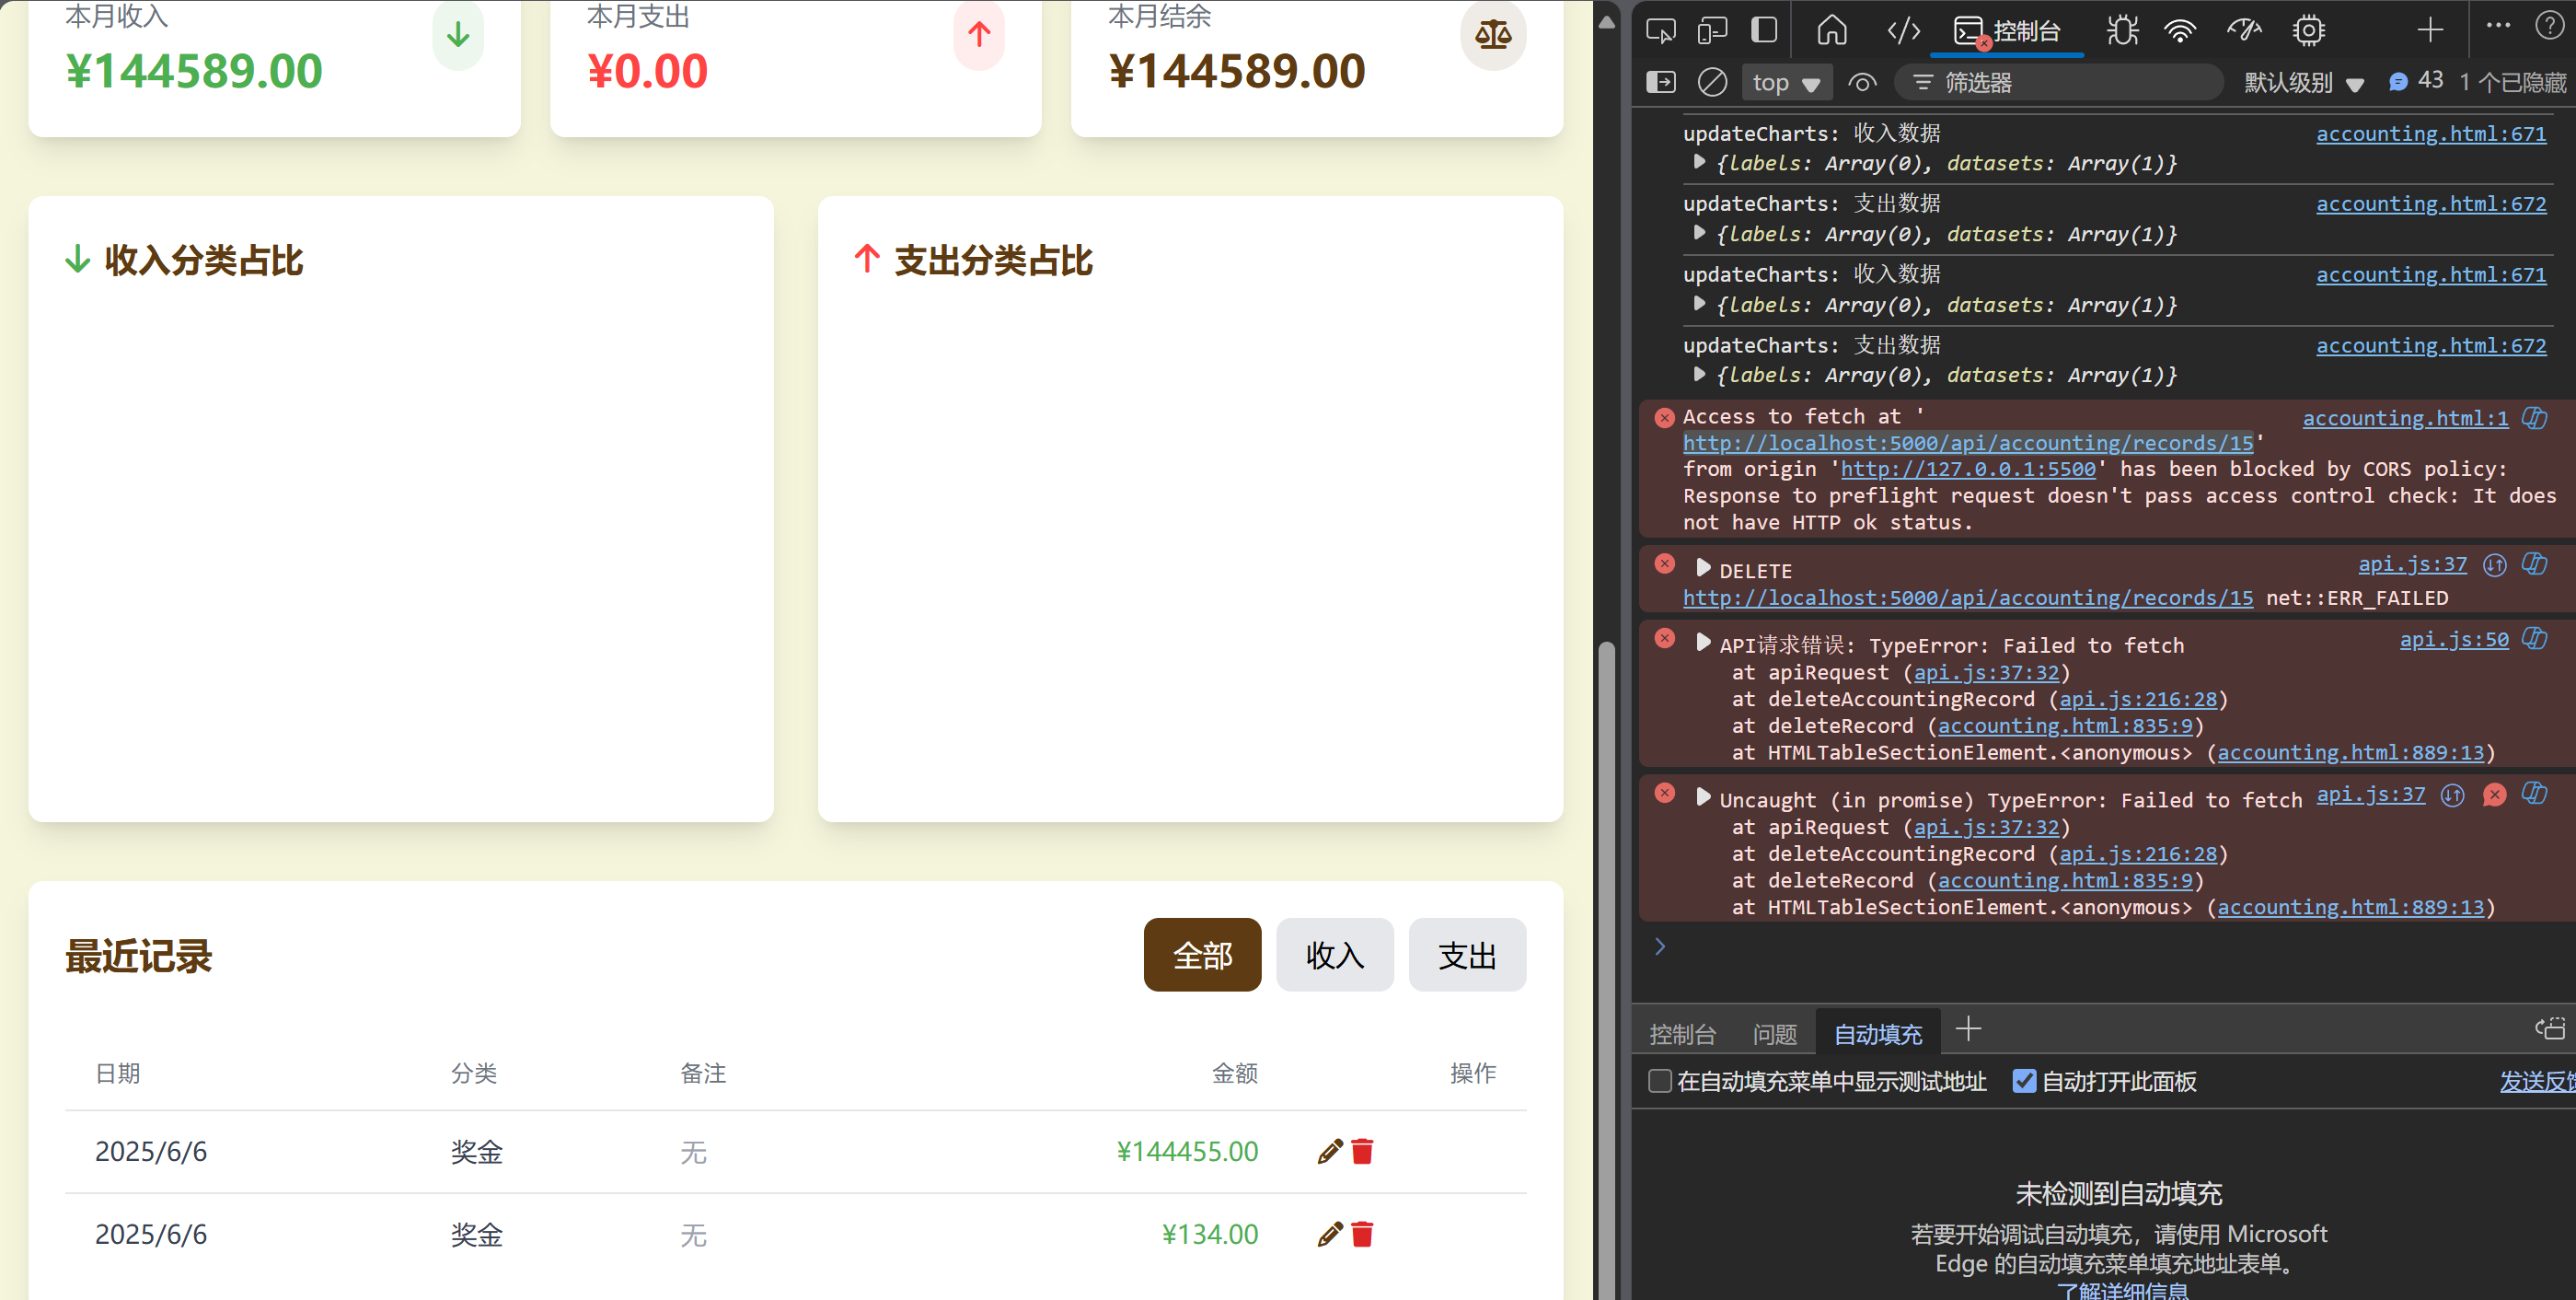 本月收入
¥144589.00
本月支出
¥0.00
本月结余
¥144589.00
收入分类占比
支出分类占比
最近记录
全部
收入
支出
日期 分类 备注 金额 操作
2025/6/6 奖金 无 ¥144455.00
2025/6/6 奖金 无 ¥134.00
控制台
top
筛选器
默认级别
43
1 个已隐藏
updateCharts: 收入数据 accounting.html:671
{labels: Array(0), datasets: Array(1)}
updateCharts: 支出数据 accounting.html:672
{labels: Array(0), datasets: Array(1)}
updateCharts: 收入数据 accounting.html:671
{labels: Array(0), datasets: Array(1)}
updateCharts: 支出数据 accounting.html:672
{labels: Array(0), datasets: Array(1)}
Access to fetch at ' accounting.html:1
http://localhost:5000/api/accounting/records/15'
from origin 'http://127.0.0.1:5500' has been blocked by CORS policy:
Response to preflight request doesn't pass access control check: It does
not have HTTP ok status.
DELETE api.js:37
http://localhost:5000/api/accounting/records/15 net::ERR_FAILED
API请求错误: TypeError: Failed to fetch api.js:50
at apiRequest (api.js:37:32)
at deleteAccountingRecord (api.js:216:28)
at deleteRecord (accounting.html:835:9)
at HTMLTableSectionElement.<anonymous> (accounting.html:889:13)
Uncaught (in promise) TypeError: Failed to fetch api.js:37
at apiRequest (api.js:37:32)
at deleteAccountingRecord (api.js:216:28)
at deleteRecord (accounting.html:835:9)
at HTMLTableSectionElement.<anonymous> (accounting.html:889:13)
控制台 问题 自动填充
在自动填充菜单中显示测试地址 自动打开此面板 发送反馈
未检测到自动填充
若要开始调试自动填充，请使用 Microsoft
Edge 的自动填充菜单填充地址表单。
了解详细信息